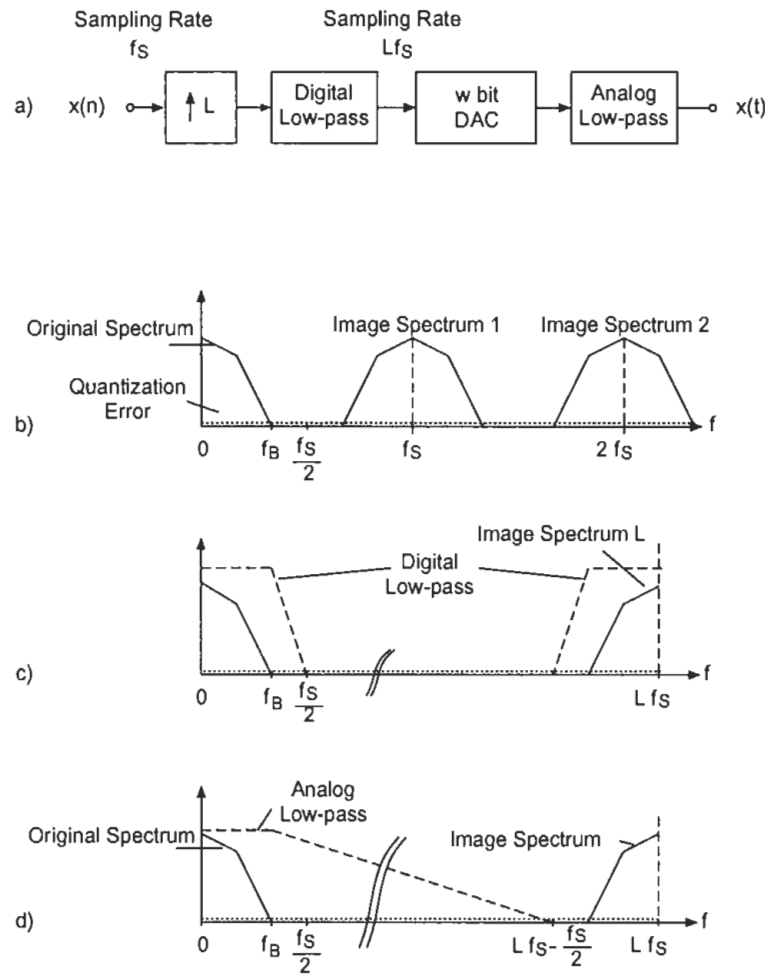 Sampling Rate Sampling Rate
fS LfS
a) x(n) ↑ L Digital Low-pass w bit DAC Analog Low-pass x(t)
Original Spectrum Image Spectrum 1 Image Spectrum 2
Quantization
Error
b)
0 fB fS/2 fS 2 fS f
Image Spectrum L
Digital
Low-pass
c) f
0 fB fS/2 L fS
Analog
Low-pass
Original Spectrum Image Spectrum
d) f
0 fB fS/2 L fS- fS/2 L fS